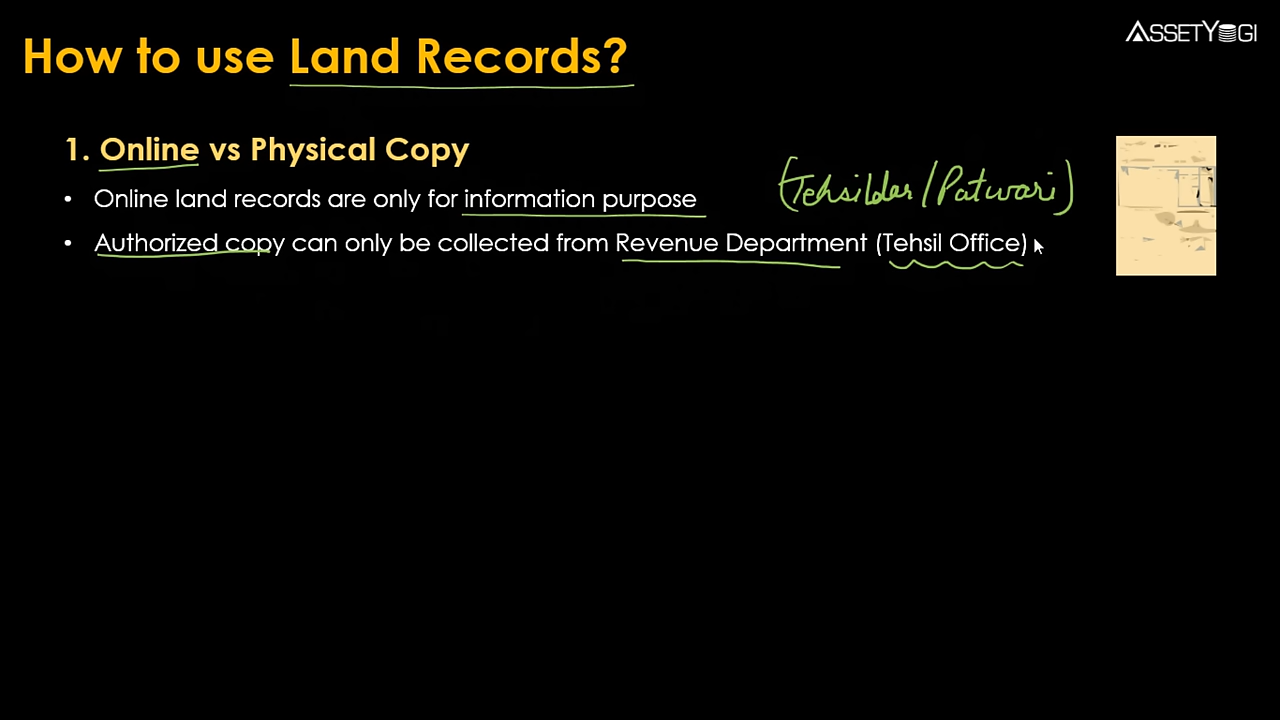 How to use Land Records?
ASSETYOGI
1. Online vs Physical Copy
(Tehsildar/Patwari)
• Online land records are only for information purpose
• Authorized copy can only be collected from Revenue Department (Tehsil Office)